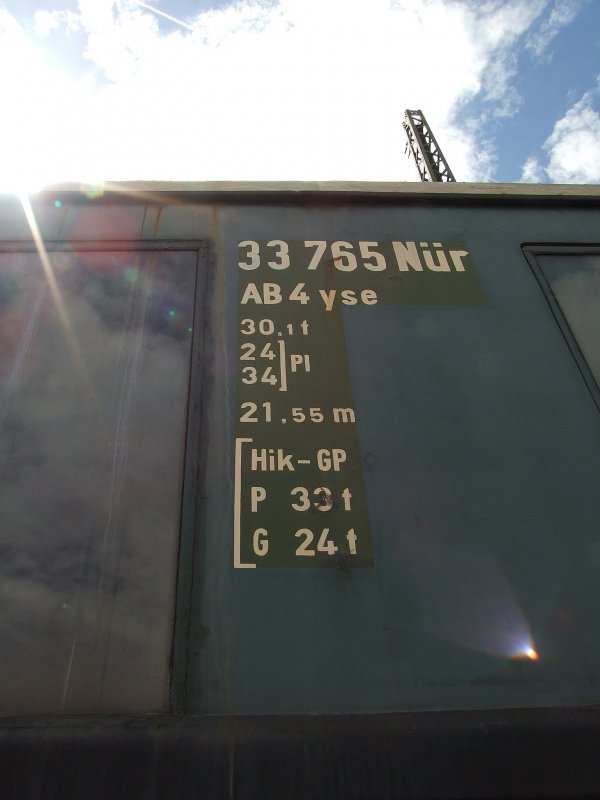 33 765 Nür
AB 4 yse
30,1 t
24
34 Pl
21,55 m
Hik-GP
P 33 t
G 24 t